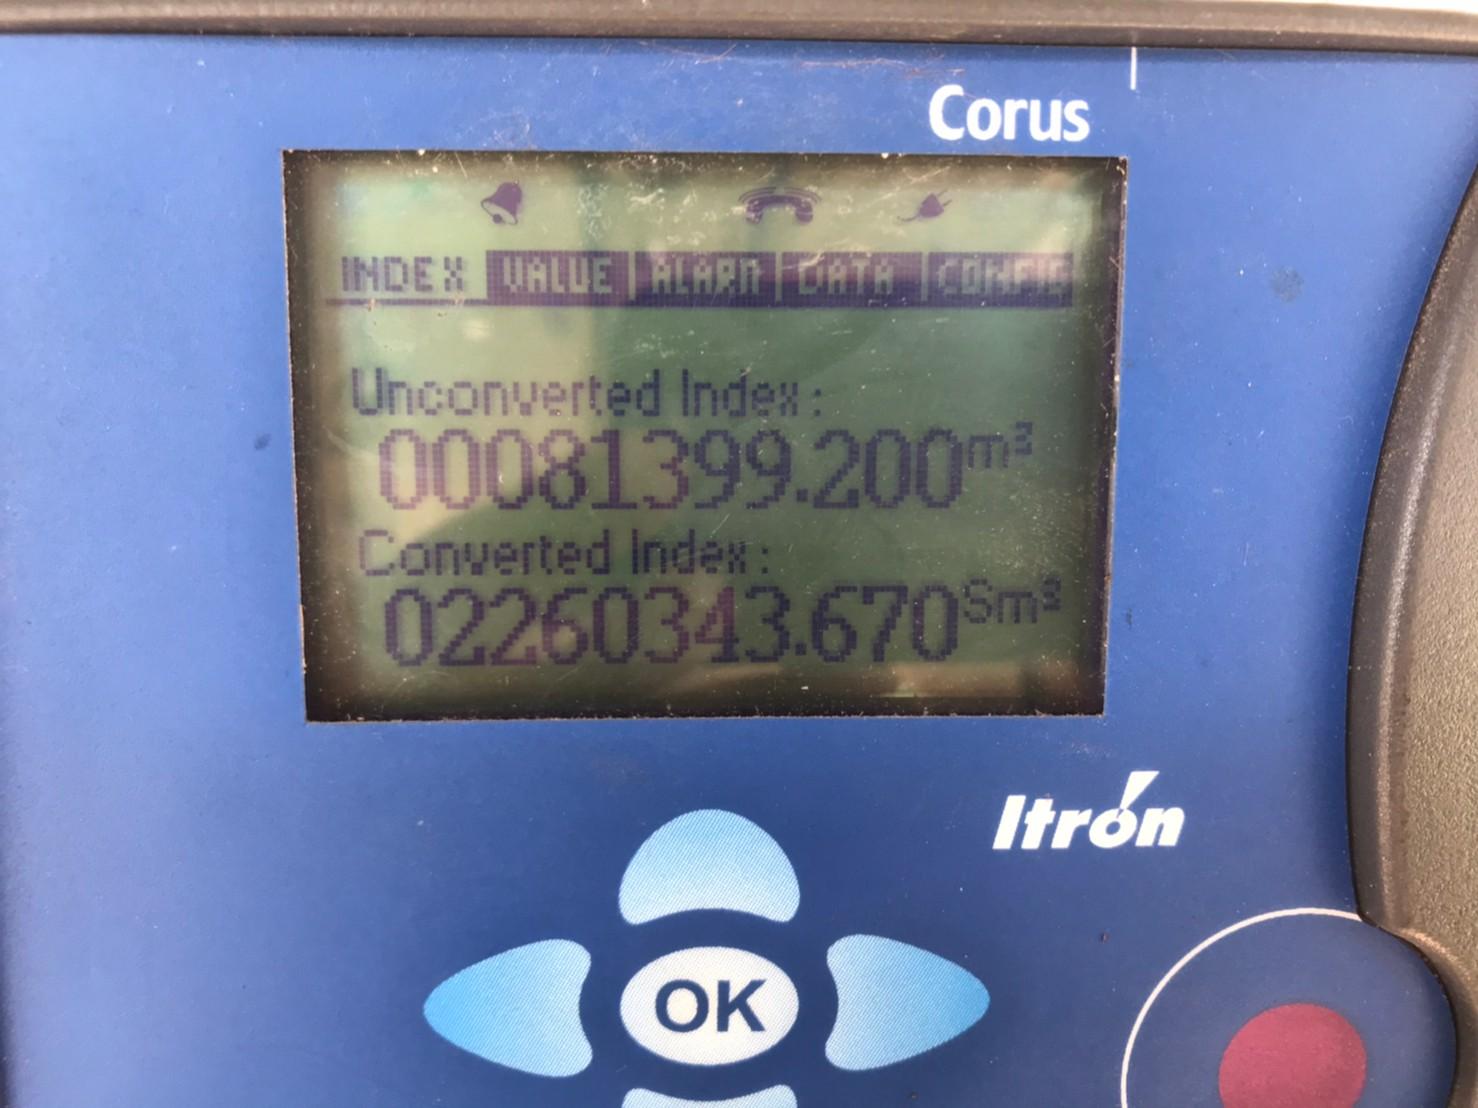 Corus
INDEX VALUE ALARM DATA CONFIG
Unconverted Index :
00081399.200m³
Converted Index :
02260343.670Sm³
Itron
OK